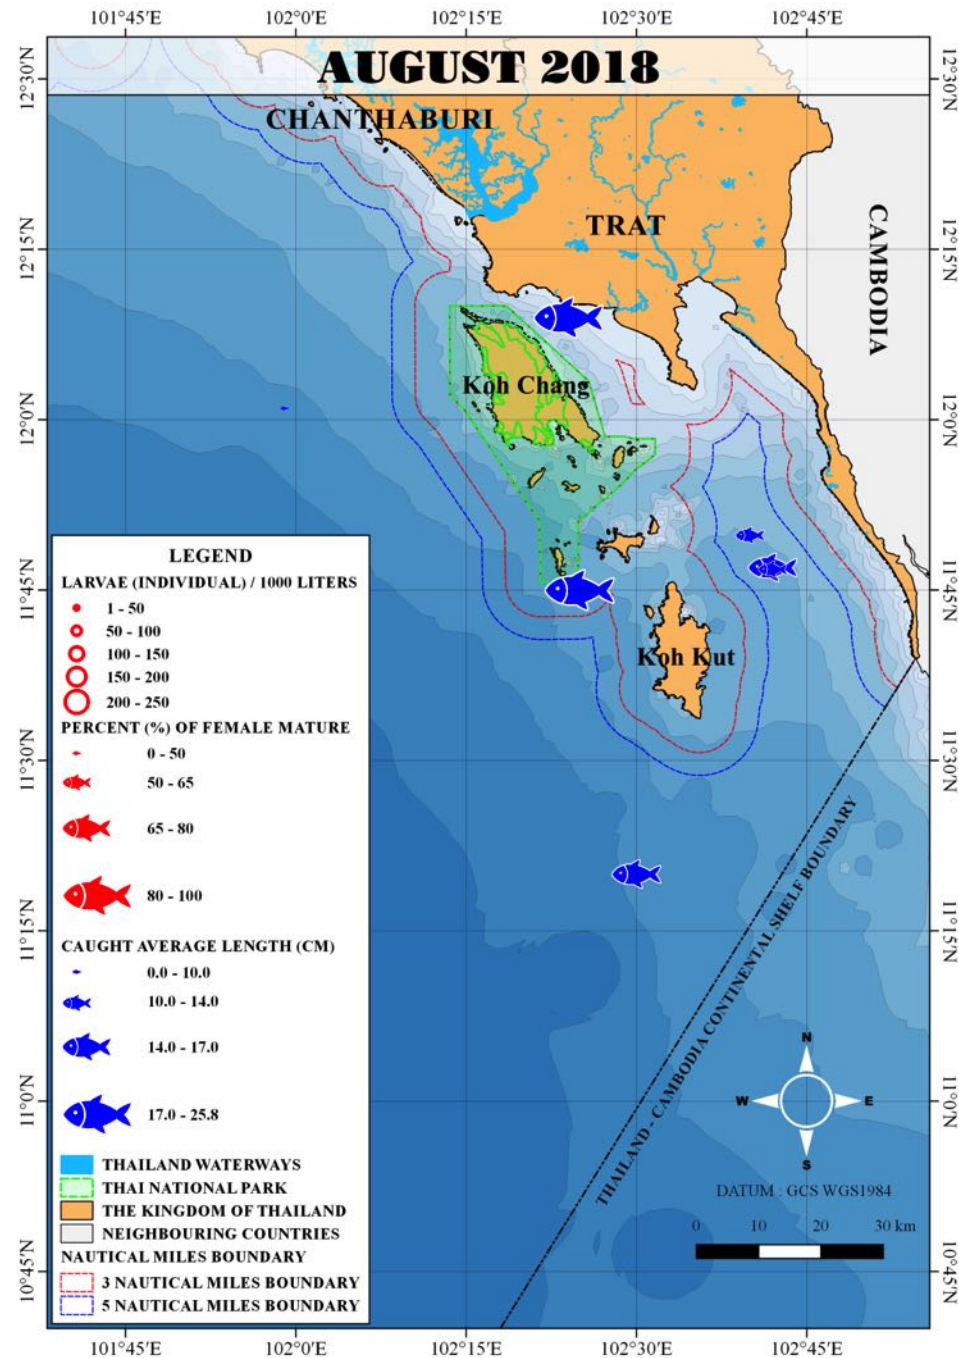 101°45'E 102°0'E 102°15'E 102°30'E 102°45'E
AUGUST 2018
12°30'N
12°30'N
CHANTHABURI
TRAT
CAMBODIA
12°15'N
12°15'N
Koh Chang
12°0'N
12°0'N
11°45'N
11°45'N
Koh Kut
11°30'N
11°30'N
11°15'N
11°15'N
11°0'N
11°0'N
10°45'N
10°45'N
THAILAND - CAMBODIA CONTINENTAL SHELF BOUNDARY
LEGEND
LARVAE (INDIVIDUAL) / 1000 LITERS
1 - 50
50 - 100
100 - 150
150 - 200
200 - 250
PERCENT (%) OF FEMALE MATURE
0 - 50
50 - 65
65 - 80
80 - 100
CAUGHT AVERAGE LENGTH (CM)
0.0 - 10.0
10.0 - 14.0
14.0 - 17.0
17.0 - 25.8
THAILAND WATERWAYS
THAI NATIONAL PARK
THE KINGDOM OF THAILAND
NEIGHBOURING COUNTRIES
NAUTICAL MILES BOUNDARY
3 NAUTICAL MILES BOUNDARY
5 NAUTICAL MILES BOUNDARY
N
W E
S
DATUM : GCS WGS1984
0 10 20 30 km
101°45'E 102°0'E 102°15'E 102°30'E 102°45'E